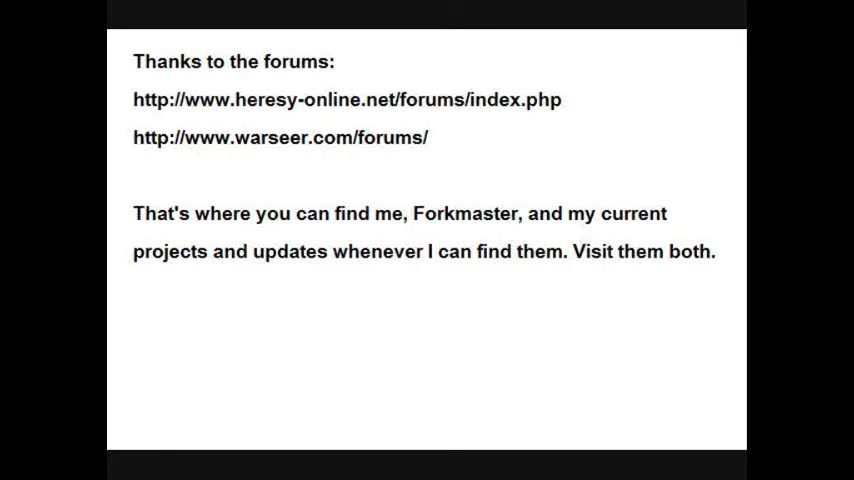 Thanks to the forums:
http://www.heresy-online.net/forums/index.php
http://www.warseer.com/forums/
That's where you can find me, Forkmaster, and my current
projects and updates whenever I can find them. Visit them both.